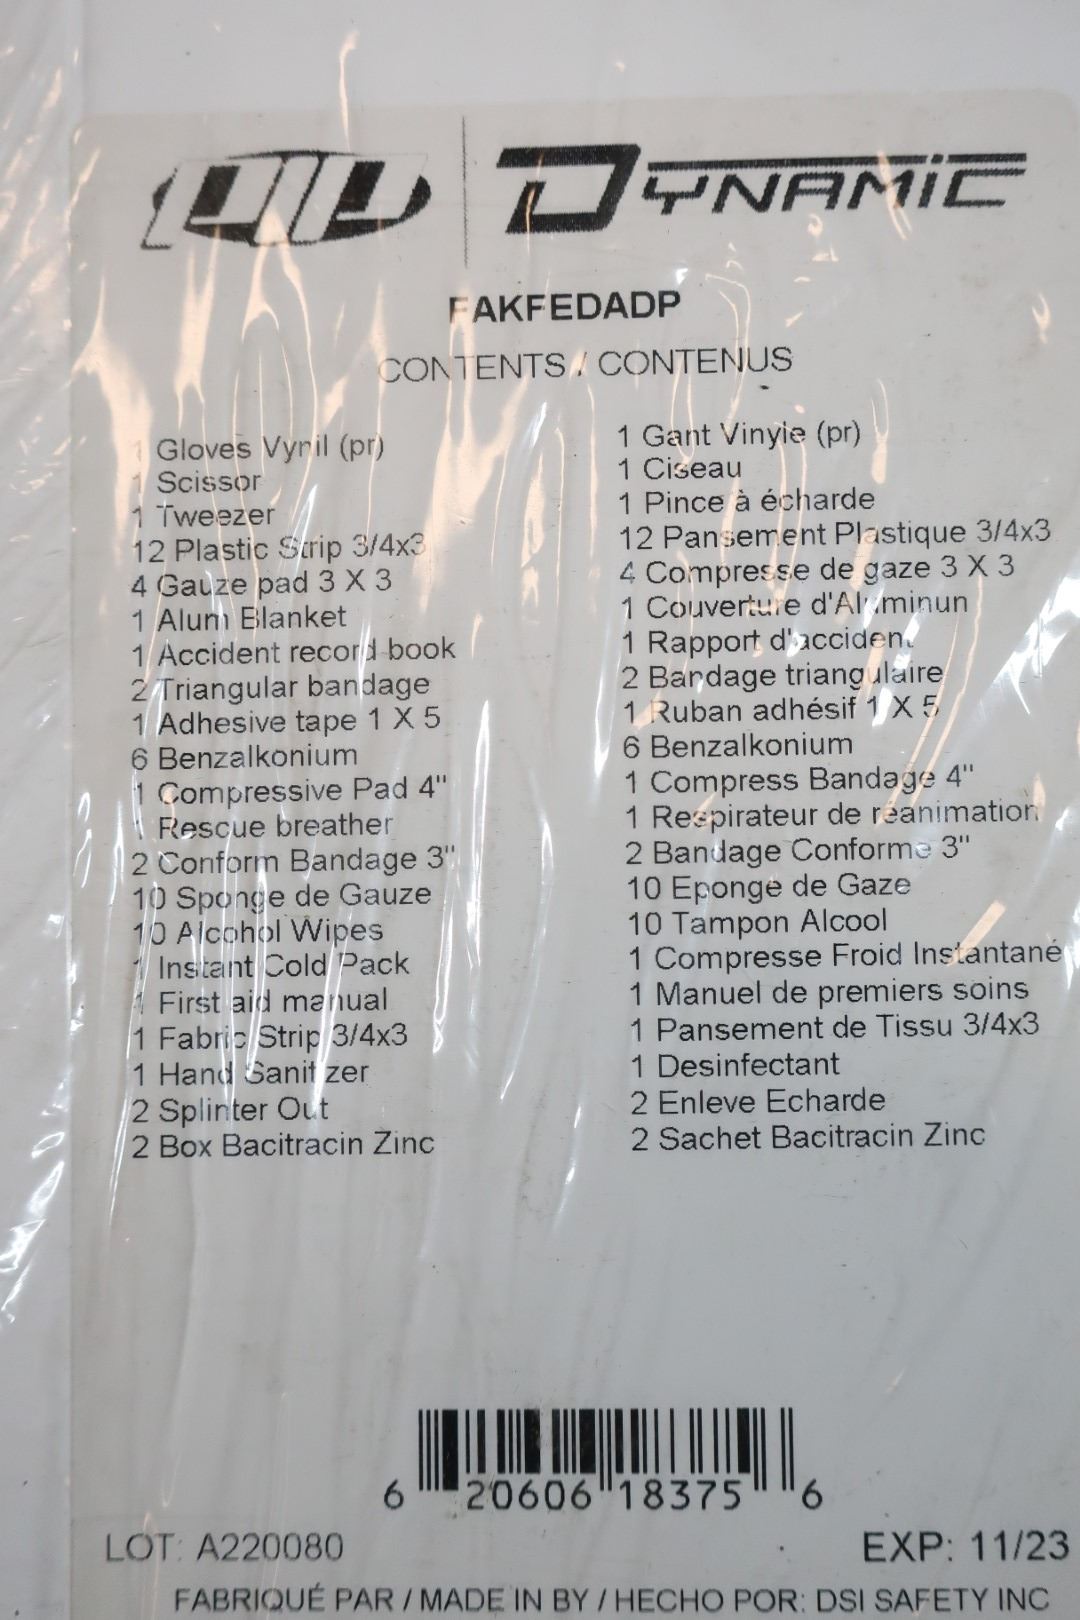 DYNAMIC
FAKFEDADP
CONTENTS / CONTENUS
1 Gloves Vynil (pr)
1 Scissor
1 Tweezer
12 Plastic Strip 3/4x3
4 Gauze pad 3 X 3
1 Alum Blanket
1 Accident record book
2 Triangular bandage
1 Adhesive tape 1 X 5
6 Benzalkonium
1 Compressive Pad 4"
1 Rescue breather
2 Conform Bandage 3"
10 Sponge de Gauze
10 Alcohol Wipes
1 Instant Cold Pack
1 First aid manual
1 Fabric Strip 3/4x3
1 Hand Sanitizer
2 Splinter Out
2 Box Bacitracin Zinc
1 Gant Vinyle (pr)
1 Ciseau
1 Pince à écharde
12 Pansement Plastique 3/4x3
4 Compresse de gaze 3 X 3
1 Couverture d'Aluminun
1 Rapport d'accident
2 Bandage triangulaire
1 Ruban adhésif 1 X 5
6 Benzalkonium
1 Compress Bandage 4"
1 Respirateur de réanimation
2 Bandage Conforme 3"
10 Eponge de Gaze
10 Tampon Alcool
1 Compresse Froid Instantané
1 Manuel de premiers soins
1 Pansement de Tissu 3/4x3
1 Desinfectant
2 Enleve Echarde
2 Sachet Bacitracin Zinc
6 20606 18375 6
LOT: A220080
EXP: 11/23
FABRIQUÉ PAR / MADE IN BY / HECHO POR: DSI SAFETY INC